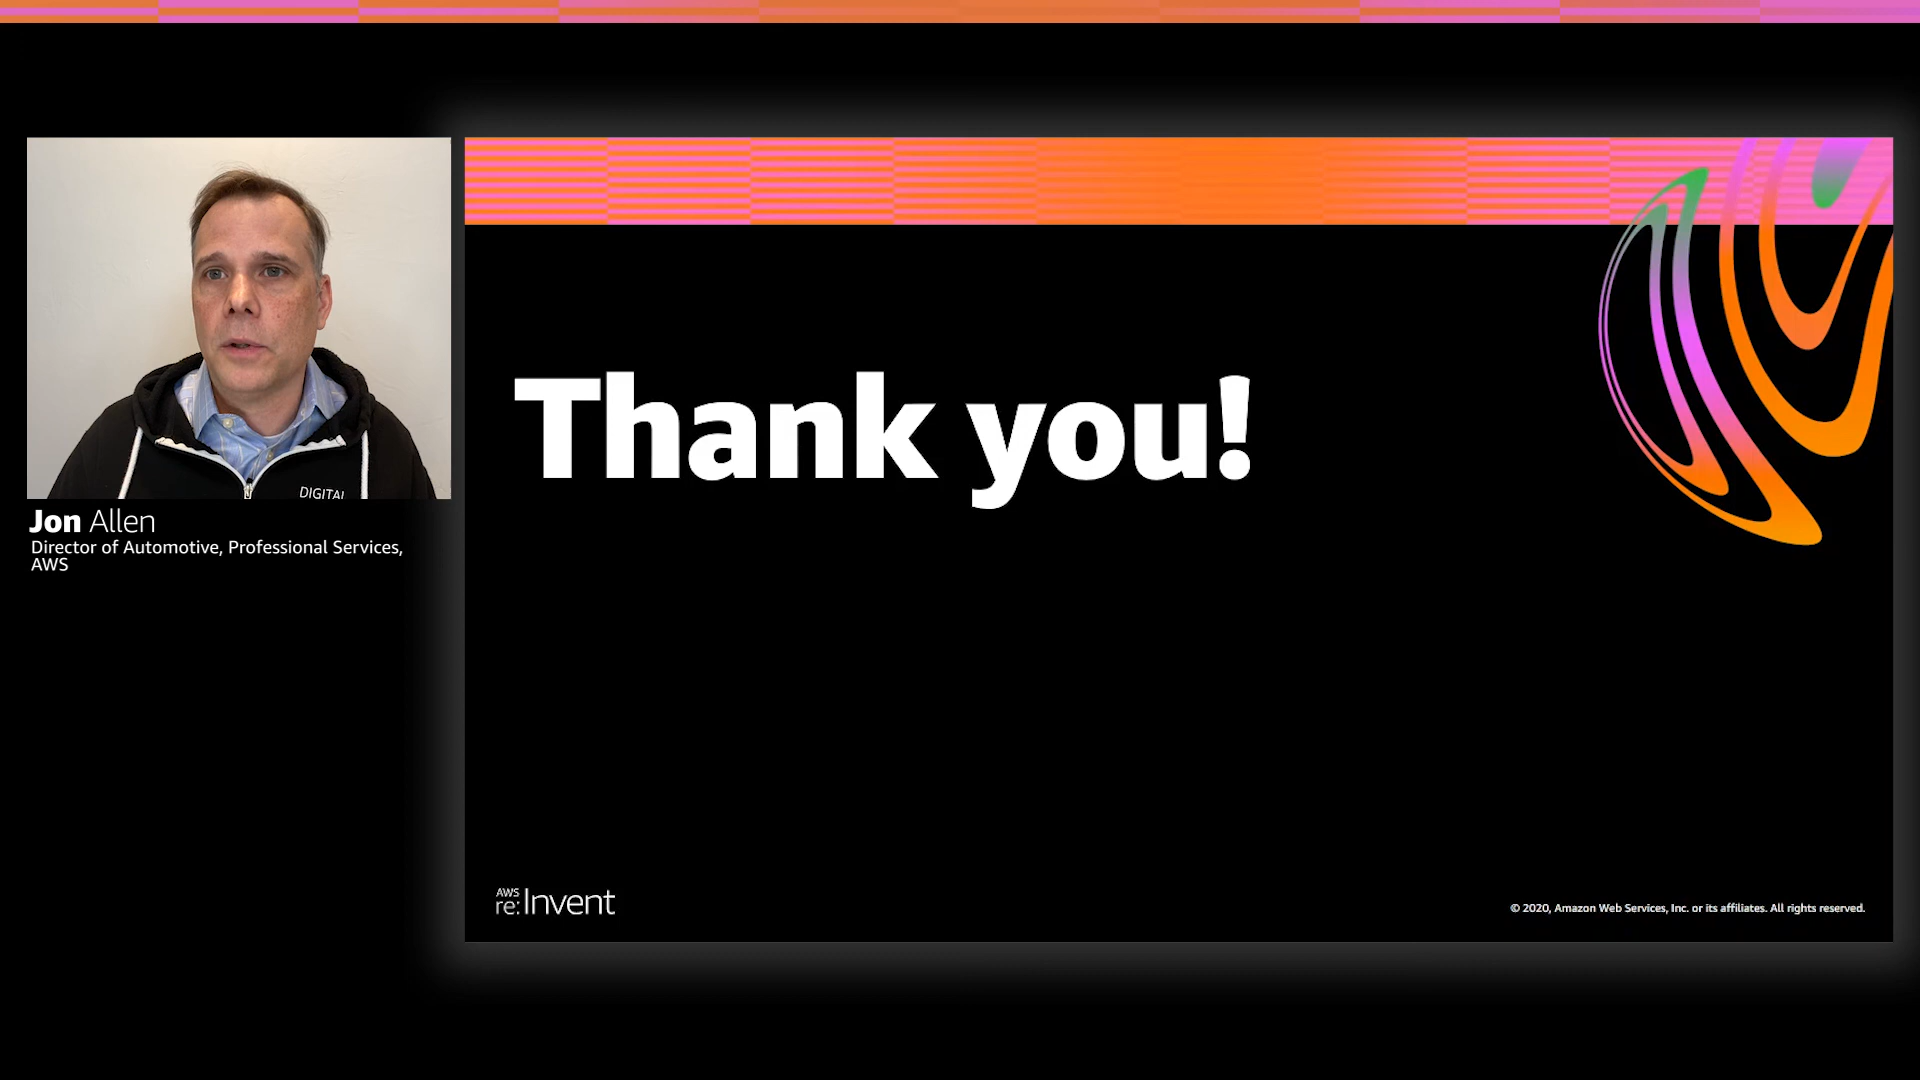 DIGITAL
Jon Allen
Director of Automotive, Professional Services,
AWS
Thank you!
AWS
re:Invent
© 2020, Amazon Web Services, Inc. or its affiliates. All rights reserved.